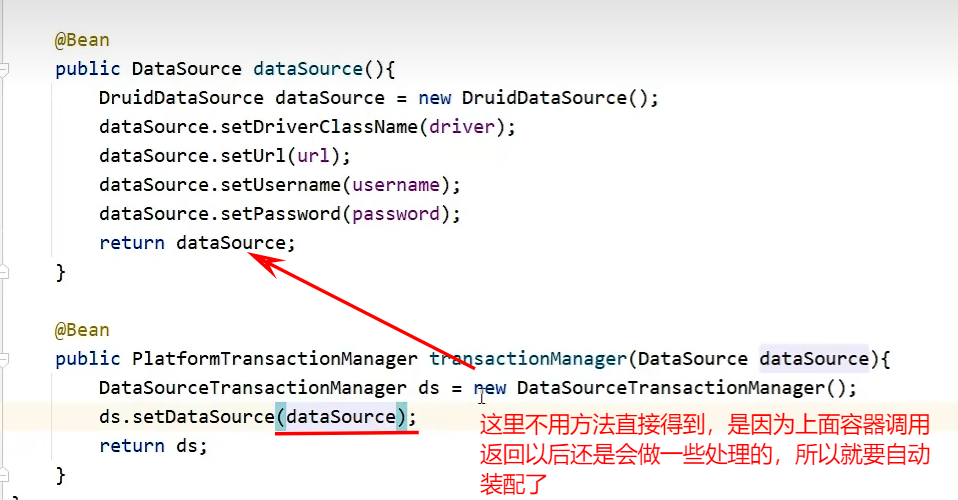 @Bean
public DataSource dataSource(){
DruidDataSource dataSource = new DruidDataSource();
dataSource.setDriverClassName(driver);
dataSource.setUrl(url);
dataSource.setUsername(username);
dataSource.setPassword(password);
return dataSource;
}
@Bean
public PlatformTransactionManager transactionManager(DataSource dataSource){
DataSourceTransactionManager ds = new DataSourceTransactionManager();
ds.setDataSource(dataSource);
return ds;
}
这里不用方法直接得到，是因为上面容器调用
返回以后还是会做一些处理的，所以就要自动
装配了